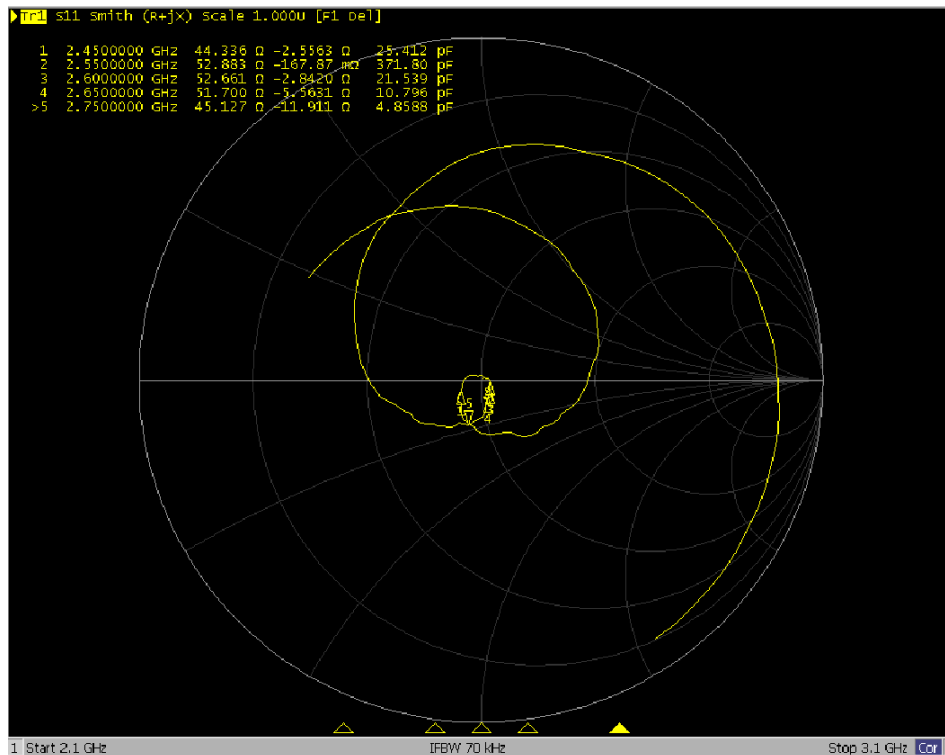 Tr1 S11 Smith (R+jX) Scale 1.000U [F1 Del]
1 2.4500000 GHz 44.336 Ω -2.5563 Ω 25.412 pF
2 2.5500000 GHz 52.883 Ω -167.87 mΩ 371.80 pF
3 2.6000000 GHz 52.661 Ω -2.8420 Ω 21.539 pF
4 2.6500000 GHz 51.700 Ω -5.5631 Ω 10.796 pF
>5 2.7500000 GHz 45.127 Ω -11.911 Ω 4.8588 pF
1 Start 2.1 GHz IFBW 70 kHz Stop 3.1 GHz Cor